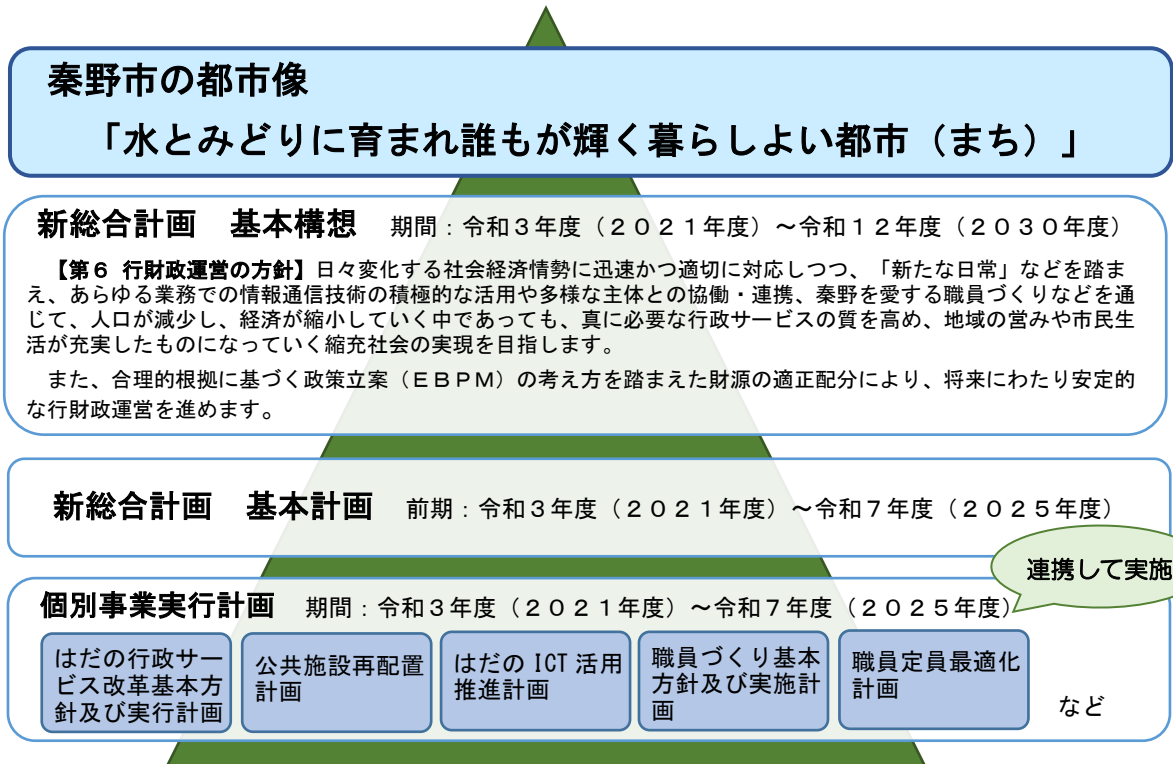 秦野市の都市像
「水とみどりに育まれ誰もが輝く暮らしよい都市（まち）」
新総合計画　基本構想　期間：令和３年度（２０２１年度）～令和１２年度（２０３０年度）
【第６ 行財政運営の方針】日々変化する社会経済情勢に迅速かつ適切に対応しつつ、「新たな日常」などを踏ま
え、あらゆる業務での情報通信技術の積極的な活用や多様な主体との協働・連携、秦野を愛する職員づくりなどを通
じて、人口が減少し、経済が縮小していく中であっても、真に必要な行政サービスの質を高め、地域の営みや市民生
活が充実したものになっていく縮充社会の実現を目指します。
また、合理的根拠に基づく政策立案（ＥＢＰＭ）の考え方を踏まえた財源の適正配分により、将来にわたり安定的
な行財政運営を進めます。
新総合計画　基本計画　前期：令和３年度（２０２１年度）～令和７年度（２０２５年度）
連携して実施
個別事業実行計画　期間：令和３年度（２０２１年度）～令和７年度（２０２５年度）
はだの行政サー
ビス改革基本方
針及び実行計画
公共施設再配置
計画
はだの ICT 活用
推進計画
職員づくり基本
方針及び実施計
画
職員定員最適化
計画
など